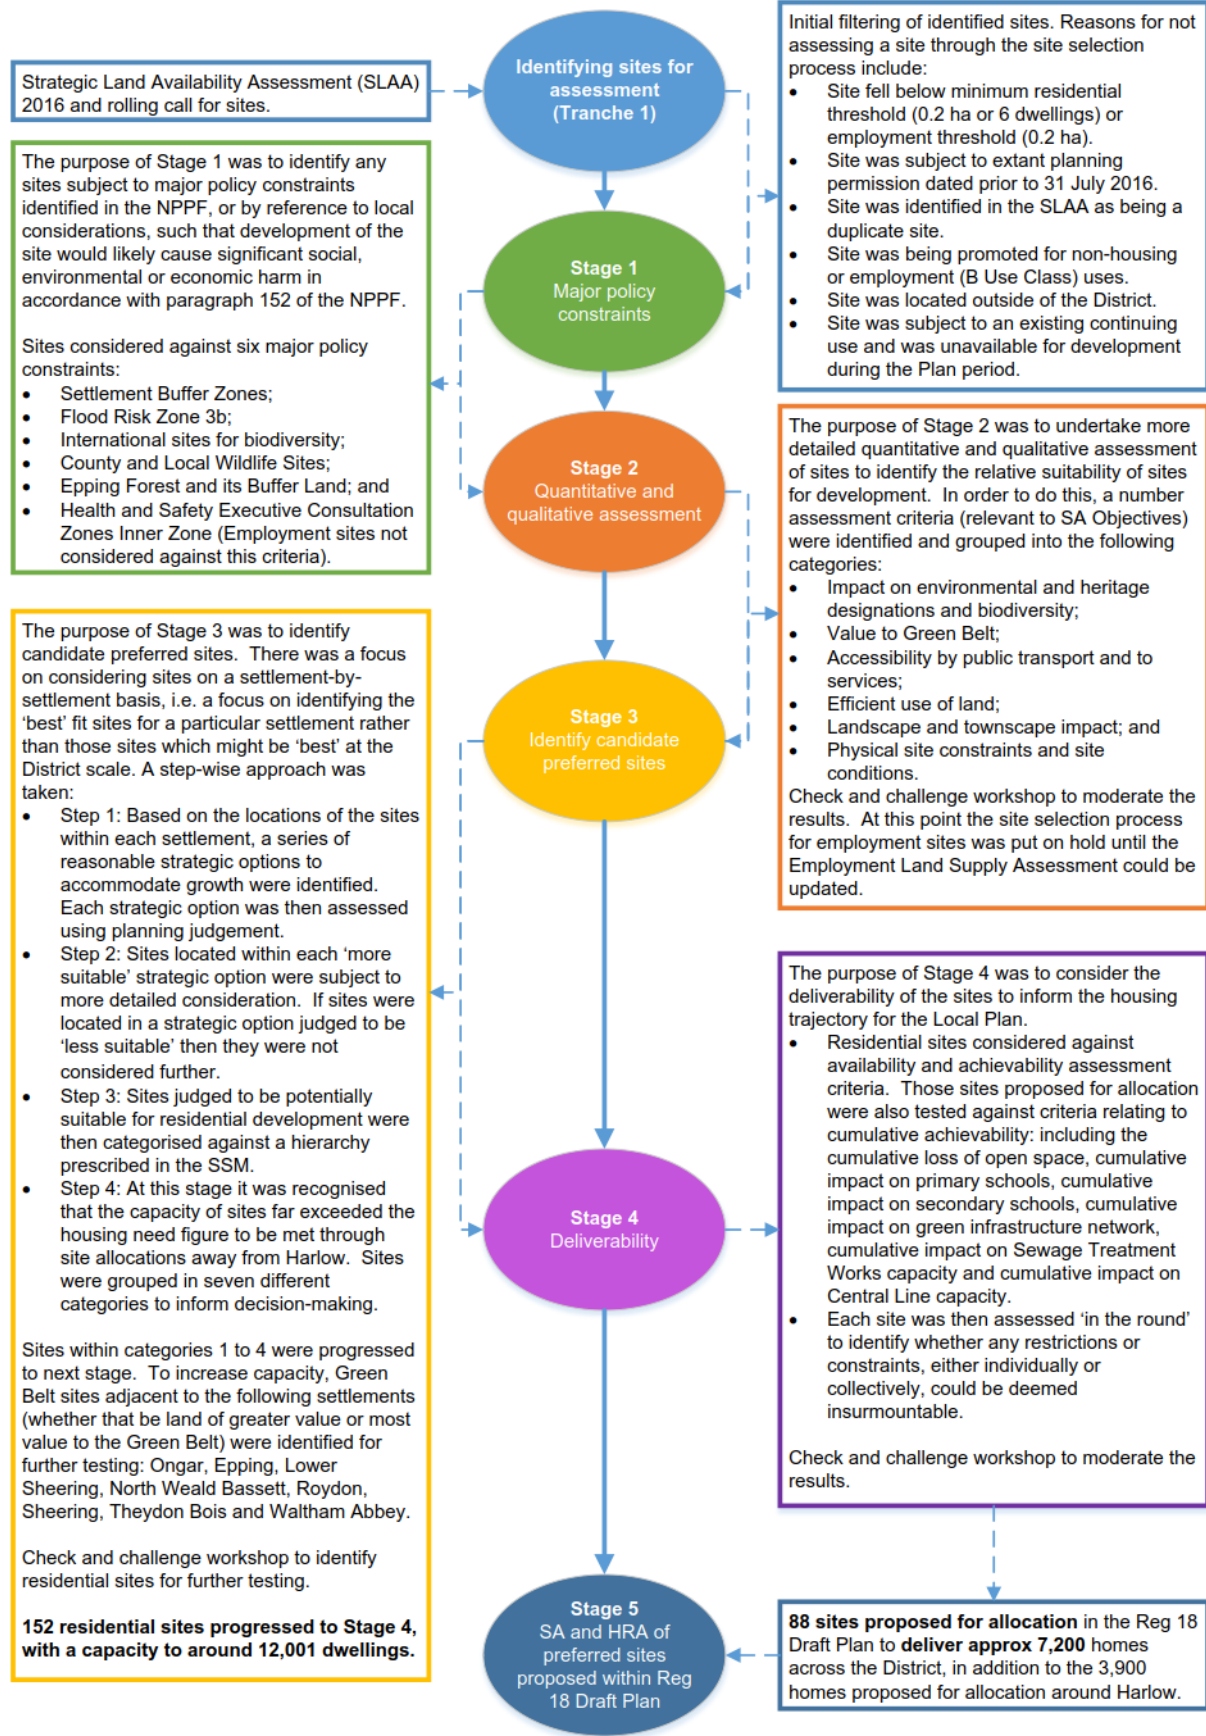 Strategic Land Availability Assessment (SLAA)
2016 and rolling call for sites.
Identifying sites for
assessment
(Tranche 1)
Initial filtering of identified sites. Reasons for not
assessing a site through the site selection
process include:
• Site fell below minimum residential
threshold (0.2 ha or 6 dwellings) or
employment threshold (0.2 ha).
• Site was subject to extant planning
permission dated prior to 31 July 2016.
• Site was identified in the SLAA as being a
duplicate site.
• Site was being promoted for non-housing
or employment (B Use Class) uses.
• Site was located outside of the District.
• Site was subject to an existing continuing
use and was unavailable for development
during the Plan period.
Stage 1
Major policy
constraints
The purpose of Stage 1 was to identify any
sites subject to major policy constraints
identified in the NPPF, or by reference to local
considerations, such that development of the
site would likely cause significant social,
environmental or economic harm in
accordance with paragraph 152 of the NPPF.
Sites considered against six major policy
constraints:
• Settlement Buffer Zones;
• Flood Risk Zone 3b;
• International sites for biodiversity;
• County and Local Wildlife Sites;
• Epping Forest and its Buffer Land; and
• Health and Safety Executive Consultation
Zones Inner Zone (Employment sites not
considered against this criteria).
Stage 2
Quantitative and
qualitative assessment
The purpose of Stage 2 was to undertake more
detailed quantitative and qualitative assessment
of sites to identify the relative suitability of sites
for development. In order to do this, a number
assessment criteria (relevant to SA Objectives)
were identified and grouped into the following
categories:
• Impact on environmental and heritage
designations and biodiversity;
• Value to Green Belt;
• Accessibility by public transport and to
services;
• Efficient use of land;
• Landscape and townscape impact; and
• Physical site constraints and site
conditions.
Check and challenge workshop to moderate the
results. At this point the site selection process
for employment sites was put on hold until the
Employment Land Supply Assessment could be
updated.
Stage 3
Identify candidate
preferred sites
The purpose of Stage 3 was to identify
candidate preferred sites. There was a focus
on considering sites on a settlement-by-
settlement basis, i.e. a focus on identifying the
‘best’ fit sites for a particular settlement rather
than those sites which might be ‘best’ at the
District scale. A step-wise approach was
taken:
• Step 1: Based on the locations of the sites
within each settlement, a series of
reasonable strategic options to
accommodate growth were identified.
Each strategic option was then assessed
using planning judgement.
• Step 2: Sites located within each ‘more
suitable’ strategic option were subject to
more detailed consideration. If sites were
located in a strategic option judged to be
‘less suitable’ then they were not
considered further.
• Step 3: Sites judged to be potentially
suitable for residential development were
then categorised against a hierarchy
prescribed in the SSM.
• Step 4: At this stage it was recognised
that the capacity of sites far exceeded the
housing need figure to be met through
site allocations away from Harlow. Sites
were grouped in seven different
categories to inform decision-making.
Sites within categories 1 to 4 were progressed
to next stage. To increase capacity, Green
Belt sites adjacent to the following settlements
(whether that be land of greater value or most
value to the Green Belt) were identified for
further testing: Ongar, Epping, Lower
Sheering, North Weald Bassett, Roydon,
Sheering, Theydon Bois and Waltham Abbey.
Check and challenge workshop to identify
residential sites for further testing.
152 residential sites progressed to Stage 4,
with a capacity to around 12,001 dwellings.
Stage 4
Deliverability
The purpose of Stage 4 was to consider the
deliverability of the sites to inform the housing
trajectory for the Local Plan.
• Residential sites considered against
availability and achievability assessment
criteria. Those sites proposed for allocation
were also tested against criteria relating to
cumulative achievability: including the
cumulative loss of open space, cumulative
impact on primary schools, cumulative
impact on secondary schools, cumulative
impact on green infrastructure network,
cumulative impact on Sewage Treatment
Works capacity and cumulative impact on
Central Line capacity.
• Each site was then assessed ‘in the round’
to identify whether any restrictions or
constraints, either individually or
collectively, could be deemed
insurmountable.
Check and challenge workshop to moderate the
results.
Stage 5
SA and HRA of
preferred sites
proposed within Reg
18 Draft Plan
88 sites proposed for allocation in the Reg 18
Draft Plan to deliver approx 7,200 homes
across the District, in addition to the 3,900
homes proposed for allocation around Harlow.